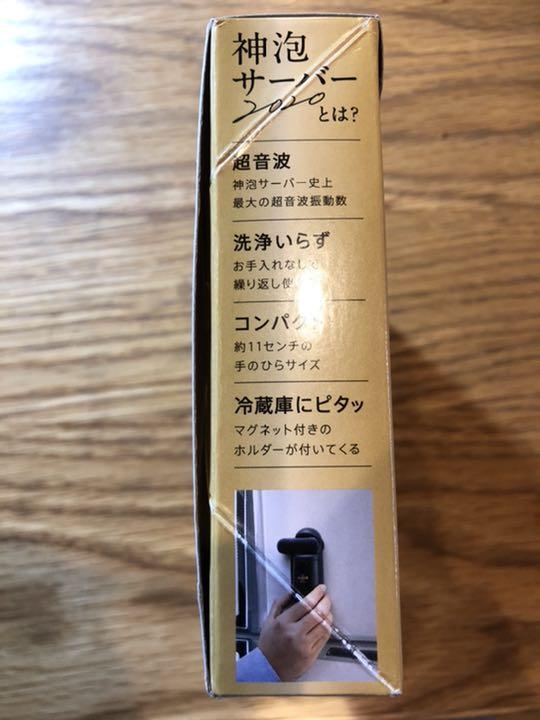 神泡
サーバー
2020 とは?
超音波
神泡サーバー史上
最大の超音波振動数
洗浄いらず
お手入れなしで
繰り返し使
コンパク
約11センチの
手のひらサイズ
冷蔵庫にピタッ
マグネット付きの
ホルダーが付いてくる